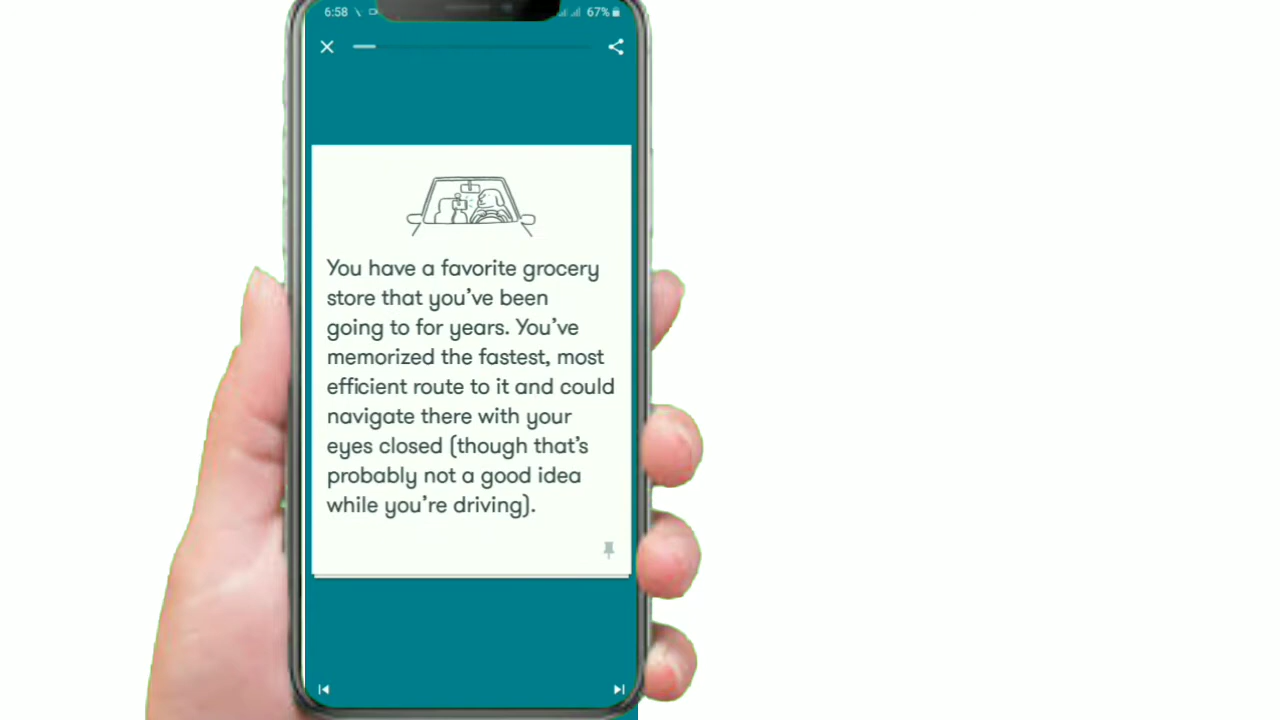 6:58
67%
You have a favorite grocery
store that you've been
going to for years. You've
memorized the fastest, most
efficient route to it and could
navigate there with your
eyes closed (though that's
probably not a good idea
while you're driving).